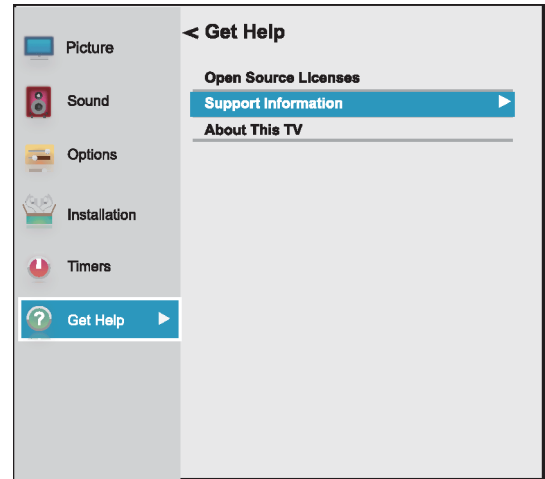 Picture
Sound
Options
Installation
Timers
Get Help
< Get Help
Open Source Licenses
Support Information
About This TV